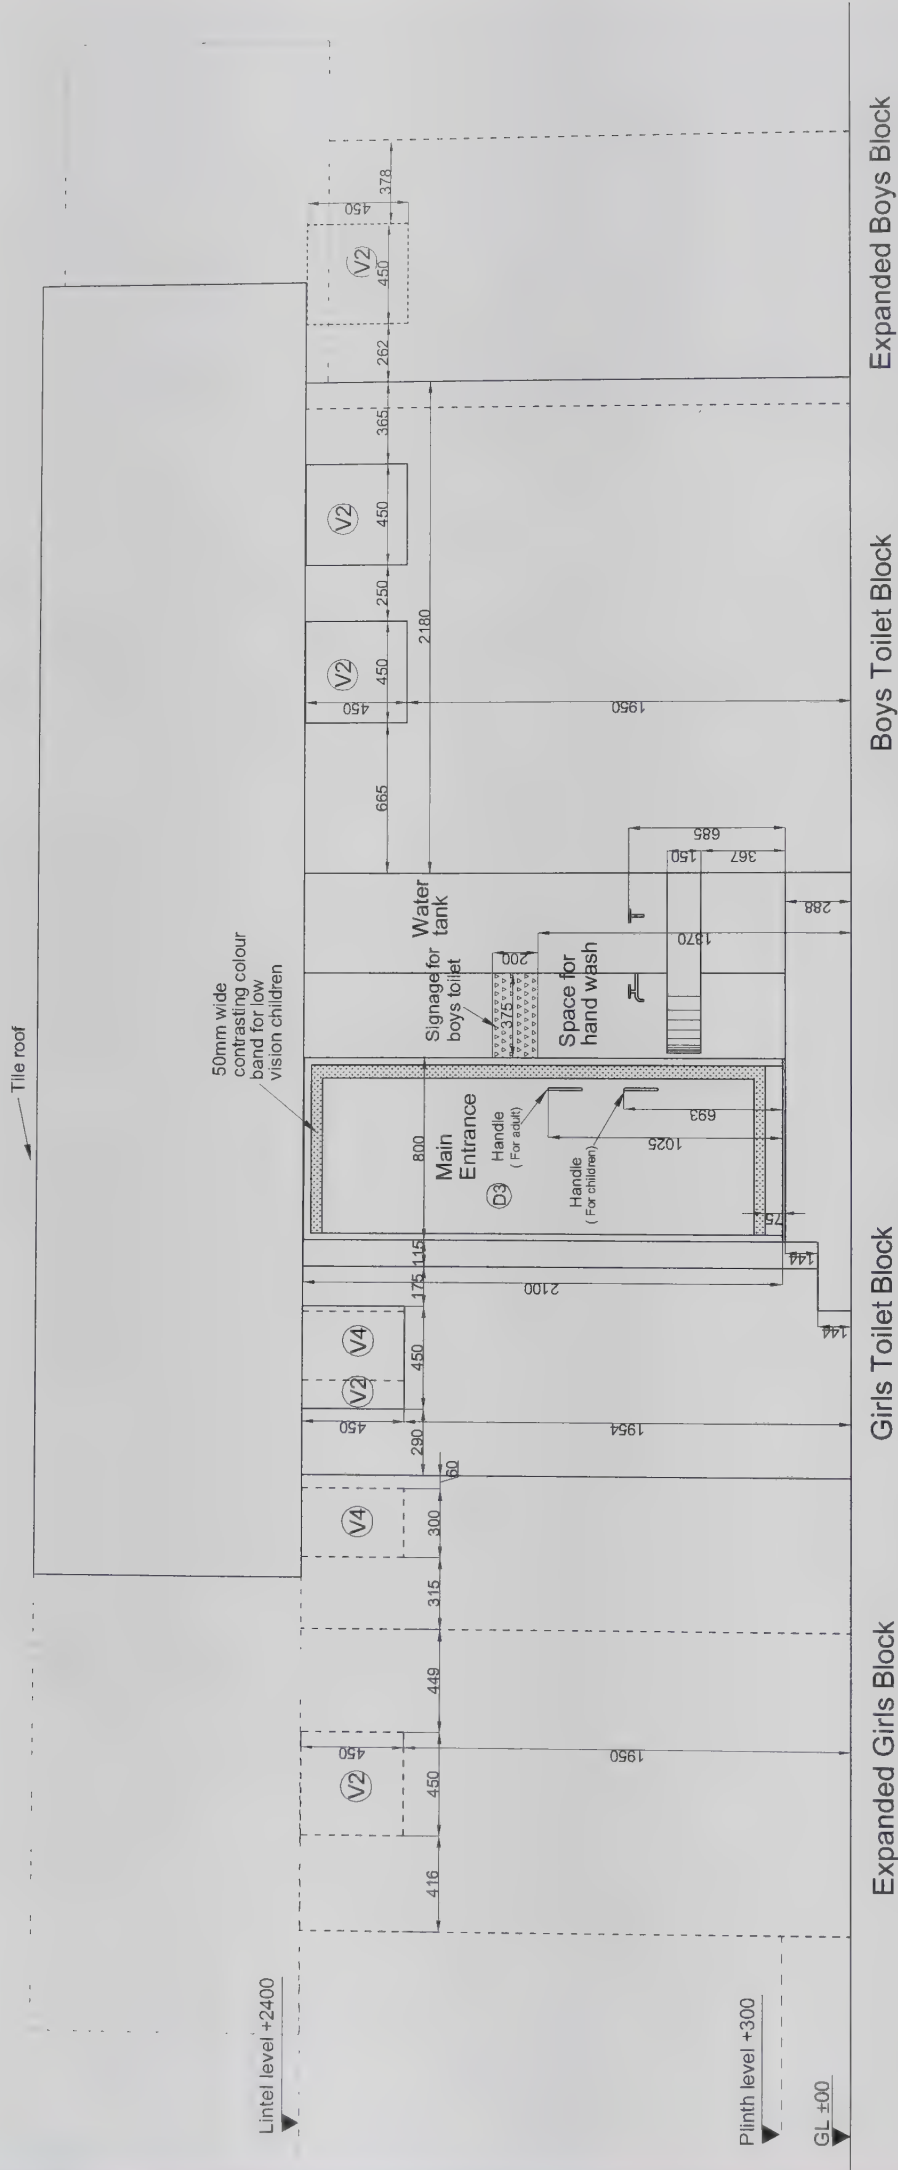 Tile roof
50mm wide
contrasting colour
band for low
vision children
Lintel level +2400
Plinth level +300
GL ±00
416
450
449
315
300
60
V2
450
1950
V4
290
450
175
115
V2
V4
450
1954
2100
144
144
800
Main
Entrance
D3
Handle
( For adult)
Handle
( For children)
1025
693
75
Signage for
boys toilet
375
200
Water
tank
Space for
hand wash
1370
685
150
367
288
665
450
250
450
365
2180
V2
V2
450
1950
262
450
378
V2
450
Expanded Girls Block
Girls Toilet Block
Boys Toilet Block
Expanded Boys Block